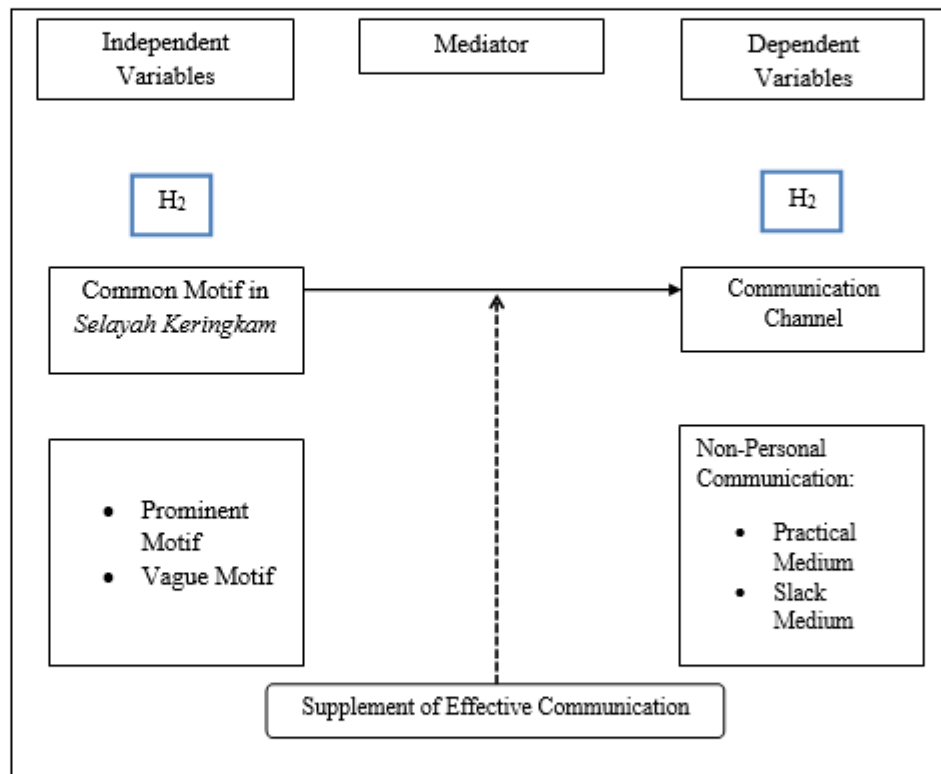 Independent
Variables
Mediator
Dependent
Variables
H₂
H₂
Common Motif in
Selayah Keringkam
Communication
Channel
• Prominent
Motif
• Vague Motif
Non-Personal
Communication:
• Practical
Medium
• Slack
Medium
Supplement of Effective Communication